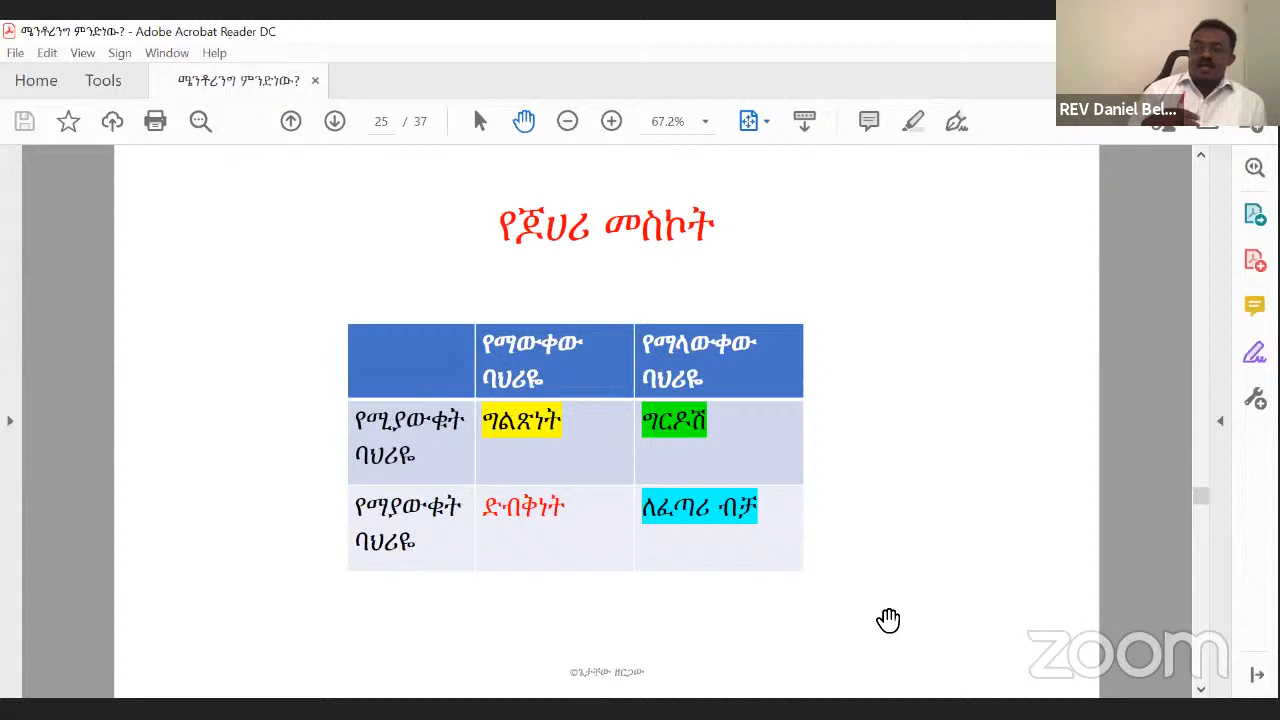 ሜንቶሪንግ ምንድነው? - Adobe Acrobat Reader DC
File Edit View Sign Window Help
Home Tools ሜንቶሪንግ ምንድነው? ×
25 / 37 67.2%
REV Daniel Bel...
የጆሀሪ መስኮት
የማውቀው የማላውቀው
ባህሪዬ ባህሪዬ
የሚያውቁት ግልጽነት ግርዶሽ
ባህሪዬ
የማያውቁት ድብቅነት ለፈጣሪ ብቻ
ባህሪዬ
©ጌታቸው ዘርጋው
zoom